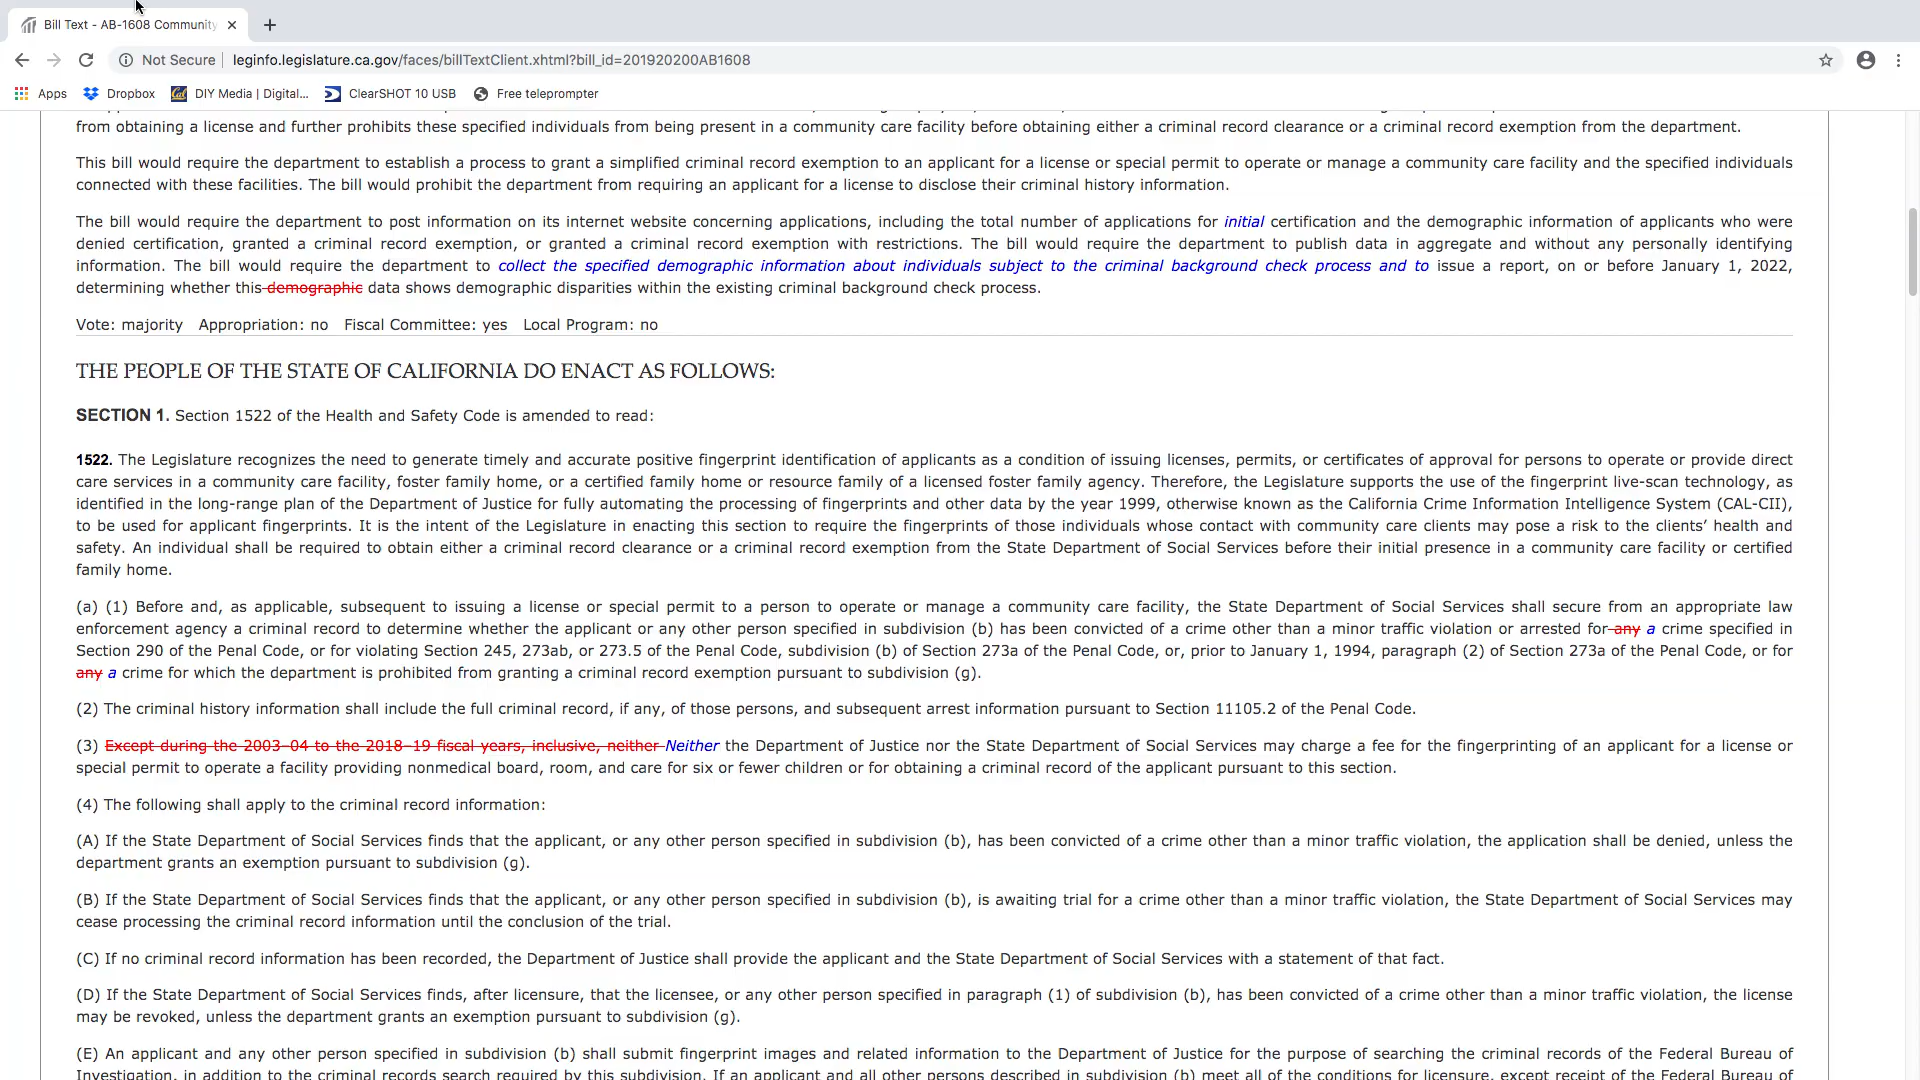 Bill Text - AB-1608 Community
Not Secure leginfo.legislature.ca.gov/faces/billTextClient.xhtml?bill_id=201920200AB1608
Apps Dropbox DIY Media | Digital... ClearSHOT 10 USB Free teleprompter
from obtaining a license and further prohibits these specified individuals from being present in a community care facility before obtaining either a criminal record clearance or a criminal record exemption from the department.
This bill would require the department to establish a process to grant a simplified criminal record exemption to an applicant for a license or special permit to operate or manage a community care facility and the specified individuals
connected with these facilities. The bill would prohibit the department from requiring an applicant for a license to disclose their criminal history information.
The bill would require the department to post information on its internet website concerning applications, including the total number of applications for initial certification and the demographic information of applicants who were
denied certification, granted a criminal record exemption, or granted a criminal record exemption with restrictions. The bill would require the department to publish data in aggregate and without any personally identifying
information. The bill would require the department to collect the specified demographic information about individuals subject to the criminal background check process and to issue a report, on or before January 1, 2022,
determining whether this demographic data shows demographic disparities within the existing criminal background check process.
Vote: majority Appropriation: no Fiscal Committee: yes Local Program: no
THE PEOPLE OF THE STATE OF CALIFORNIA DO ENACT AS FOLLOWS:
SECTION 1. Section 1522 of the Health and Safety Code is amended to read:
1522. The Legislature recognizes the need to generate timely and accurate positive fingerprint identification of applicants as a condition of issuing licenses, permits, or certificates of approval for persons to operate or provide direct
care services in a community care facility, foster family home, or a certified family home or resource family of a licensed foster family agency. Therefore, the Legislature supports the use of the fingerprint live-scan technology, as
identified in the long-range plan of the Department of Justice for fully automating the processing of fingerprints and other data by the year 1999, otherwise known as the California Crime Information Intelligence System (CAL-CII),
to be used for applicant fingerprints. It is the intent of the Legislature in enacting this section to require the fingerprints of those individuals whose contact with community care clients may pose a risk to the clients’ health and
safety. An individual shall be required to obtain either a criminal record clearance or a criminal record exemption from the State Department of Social Services before their initial presence in a community care facility or certified
family home.
(a) (1) Before and, as applicable, subsequent to issuing a license or special permit to a person to operate or manage a community care facility, the State Department of Social Services shall secure from an appropriate law
enforcement agency a criminal record to determine whether the applicant or any other person specified in subdivision (b) has been convicted of a crime other than a minor traffic violation or arrested for any a crime specified in
Section 290 of the Penal Code, or for violating Section 245, 273ab, or 273.5 of the Penal Code, subdivision (b) of Section 273a of the Penal Code, or, prior to January 1, 1994, paragraph (2) of Section 273a of the Penal Code, or for
any a crime for which the department is prohibited from granting a criminal record exemption pursuant to subdivision (g).
(2) The criminal history information shall include the full criminal record, if any, of those persons, and subsequent arrest information pursuant to Section 11105.2 of the Penal Code.
(3) Except during the 2003–04 to the 2018–19 fiscal years, inclusive, neither Neither the Department of Justice nor the State Department of Social Services may charge a fee for the fingerprinting of an applicant for a license or
special permit to operate a facility providing nonmedical board, room, and care for six or fewer children or for obtaining a criminal record of the applicant pursuant to this section.
(4) The following shall apply to the criminal record information:
(A) If the State Department of Social Services finds that the applicant, or any other person specified in subdivision (b), has been convicted of a crime other than a minor traffic violation, the application shall be denied, unless the
department grants an exemption pursuant to subdivision (g).
(B) If the State Department of Social Services finds that the applicant, or any other person specified in subdivision (b), is awaiting trial for a crime other than a minor traffic violation, the State Department of Social Services may
cease processing the criminal record information until the conclusion of the trial.
(C) If no criminal record information has been recorded, the Department of Justice shall provide the applicant and the State Department of Social Services with a statement of that fact.
(D) If the State Department of Social Services finds, after licensure, that the licensee, or any other person specified in paragraph (1) of subdivision (b), has been convicted of a crime other than a minor traffic violation, the license
may be revoked, unless the department grants an exemption pursuant to subdivision (g).
(E) An applicant and any other person specified in subdivision (b) shall submit fingerprint images and related information to the Department of Justice for the purpose of searching the criminal records of the Federal Bureau of
Investigation, in addition to the criminal records search required by this subdivision. If an applicant and all other persons described in subdivision (b) meet all of the conditions for licensure, except receipt of the Federal Bureau of